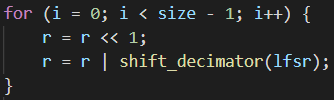 for (i = 0; i < size - 1; i++) {
    r = r << 1;
    r = r | shift_decimator(lfsr);
}